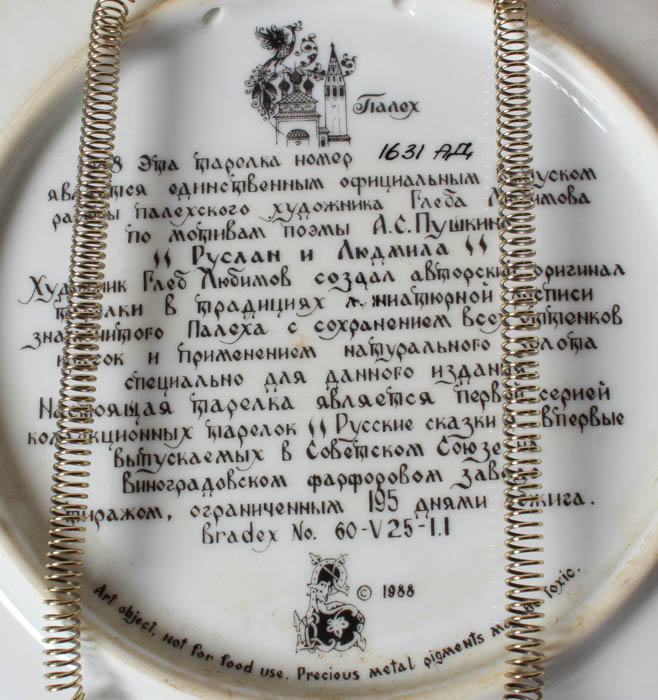 Палех
Эта тарелка номер 1631 АД
является единственным официальным выпуском
работы палехского художника Глеба Любимова
по мотивам поэмы А.С.Пушкина
" Руслан и Людмила "
Художник Глеб Любимов создал авторский оригинал
тарелки в традициях миниатюрной росписи
знаменитого Палеха с сохранением всех оттенков
красок и применением натурального золота
специально для данного издания
Настоящая тарелка является первой серией
коллекционных тарелок " Русские сказки впервые
выпускаемых в Советском Союзе
Виноградовском фарфоровом заводе
тиражом, ограниченным 195 днями обжига.
Bradex No. 60-V25-1.1
© 1988
Art object, not for food use. Precious metal pigments may be toxic.